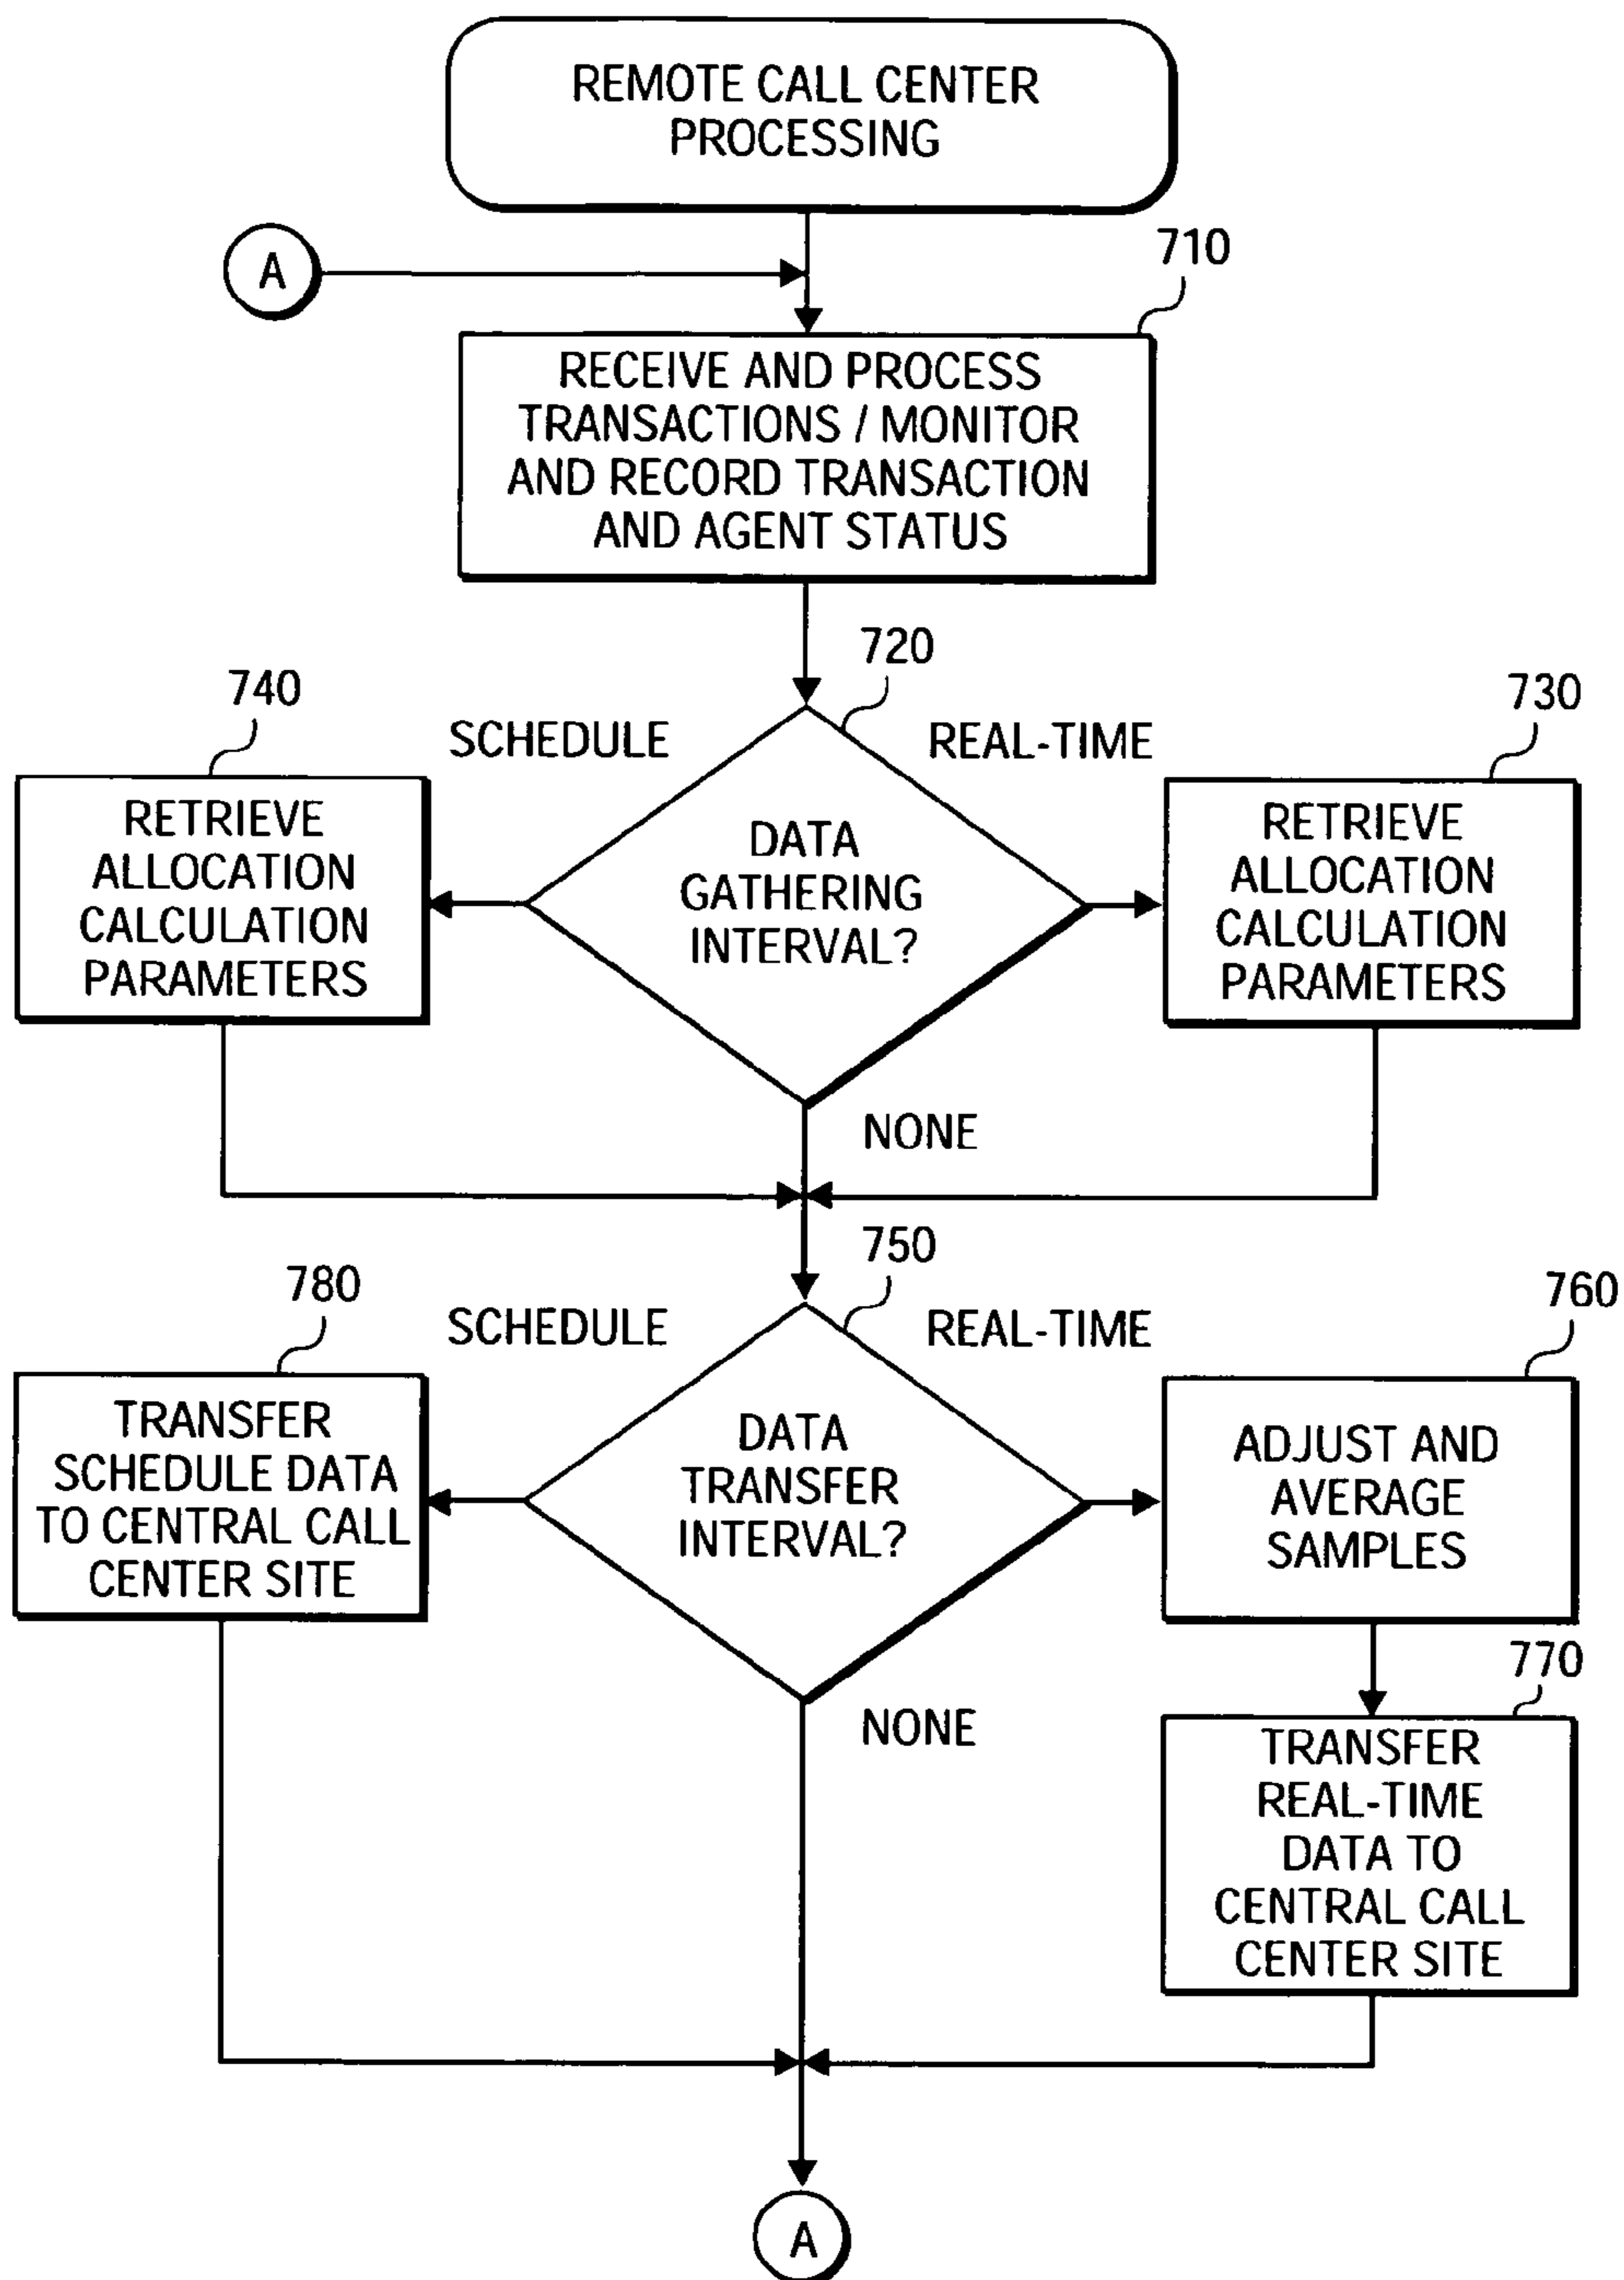 REMOTE CALL CENTER
PROCESSING
A
710
RECEIVE AND PROCESS
TRANSACTIONS / MONITOR
AND RECORD TRANSACTION
AND AGENT STATUS
720
740
SCHEDULE
REAL-TIME
730
RETRIEVE
ALLOCATION
CALCULATION
PARAMETERS
DATA
GATHERING
INTERVAL?
RETRIEVE
ALLOCATION
CALCULATION
PARAMETERS
NONE
750
780
SCHEDULE
REAL-TIME
760
TRANSFER
SCHEDULE DATA
TO CENTRAL CALL
CENTER SITE
DATA
TRANSFER
INTERVAL?
ADJUST AND
AVERAGE
SAMPLES
770
NONE
TRANSFER
REAL-TIME
DATA TO
CENTRAL CALL
CENTER SITE
A